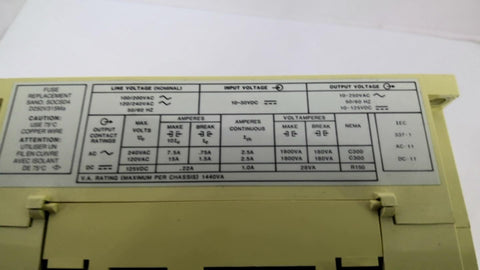 FUSE
REPLACEMENT
SANO, SOCSDA
D250V315Ma
CAUTION:
USE 75°C
COPPER WIRE
ATTENTION:
UTILISER UN
FIL EN CUIVRE
AVEC ISOLANT
DE 75°C
LINE VOLTAGE (NOMINAL)
100/200VAC
120/240VAC
50/60 HZ
INPUT VOLTAGE
10-30VDC
OUTPUT VOLTAGE
10-250VAC
50/60 HZ
10-125VDC
OUTPUT
CONTACT
RATINGS
MAX.
VOLTS
AMPERES
MAKE
BREAK
AMPERES
CONTINUOUS
VOLTAMPERES
MAKE
BREAK
NEMA
IEC
337-1
AC-11
DC-11
AC 240VAC 7.5A .75A 2.5A 1800VA 180VA C300
120VAC 15A 1.5A 2.5A 1800VA 180VA C300
DC 125VDC .22A 1.0A 28VA R150
V.A. RATING (MAXIMUM PER CHASSIS) 1440VA